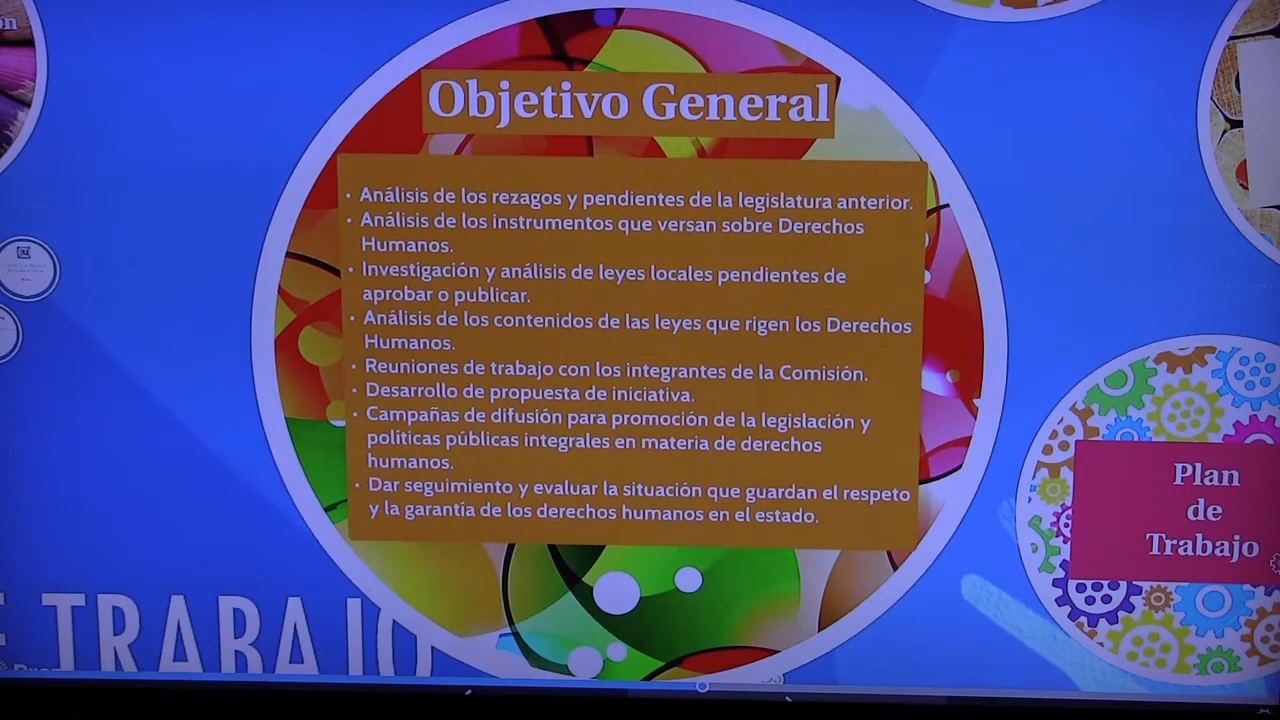 Objetivo General
• Análisis de los rezagos y pendientes de la legislatura anterior.
• Análisis de los instrumentos que versan sobre Derechos
Humanos.
• Investigación y análisis de leyes locales pendientes de
aprobar o publicar.
• Análisis de los contenidos de las leyes que rigen los Derechos
Humanos.
• Reuniones de trabajo con los integrantes de la Comisión.
• Desarrollo de propuesta de iniciativa.
• Campañas de difusión para promoción de la legislación y
políticas públicas integrales en materia de derechos
humanos.
• Dar seguimiento y evaluar la situación que guardan el respeto
y la garantía de los derechos humanos en el estado.
Plan
de
Trabajo
TRABAJO